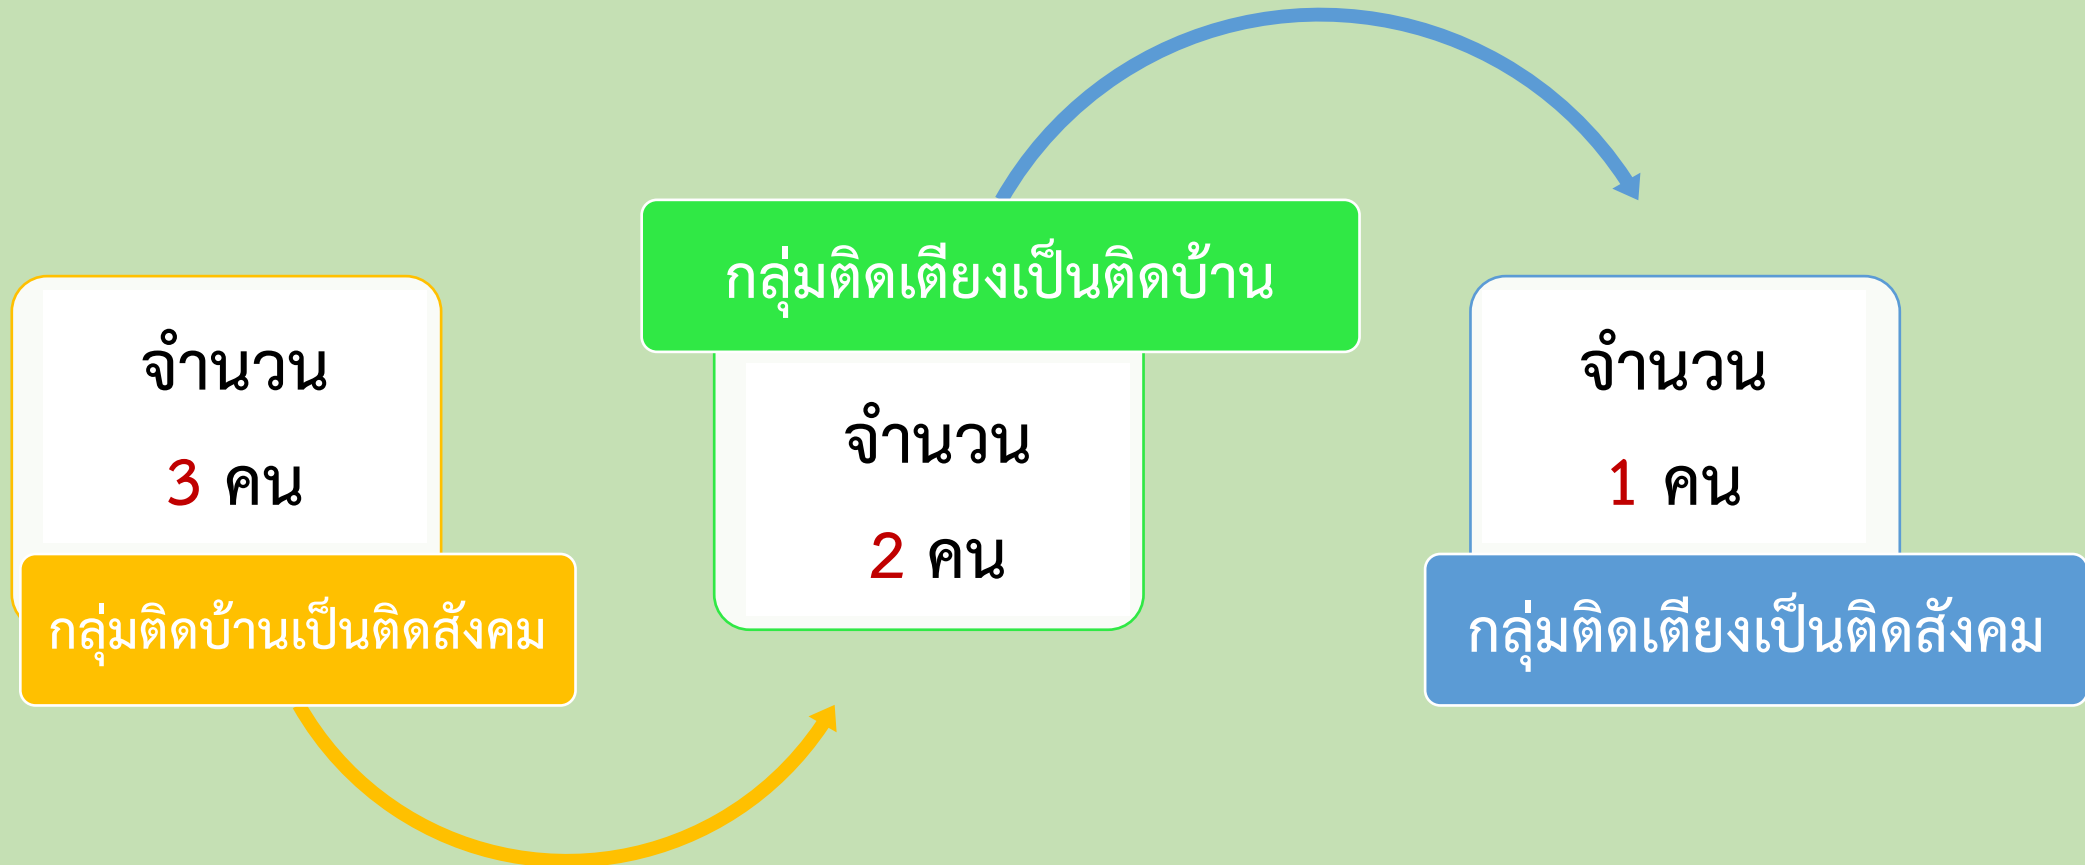 จำนวน
3 คน
กลุ่มติดบ้านเป็นติดสังคม
กลุ่มติดเตียงเป็นติดบ้าน
จำนวน
2 คน
จำนวน
1 คน
กลุ่มติดเตียงเป็นติดสังคม